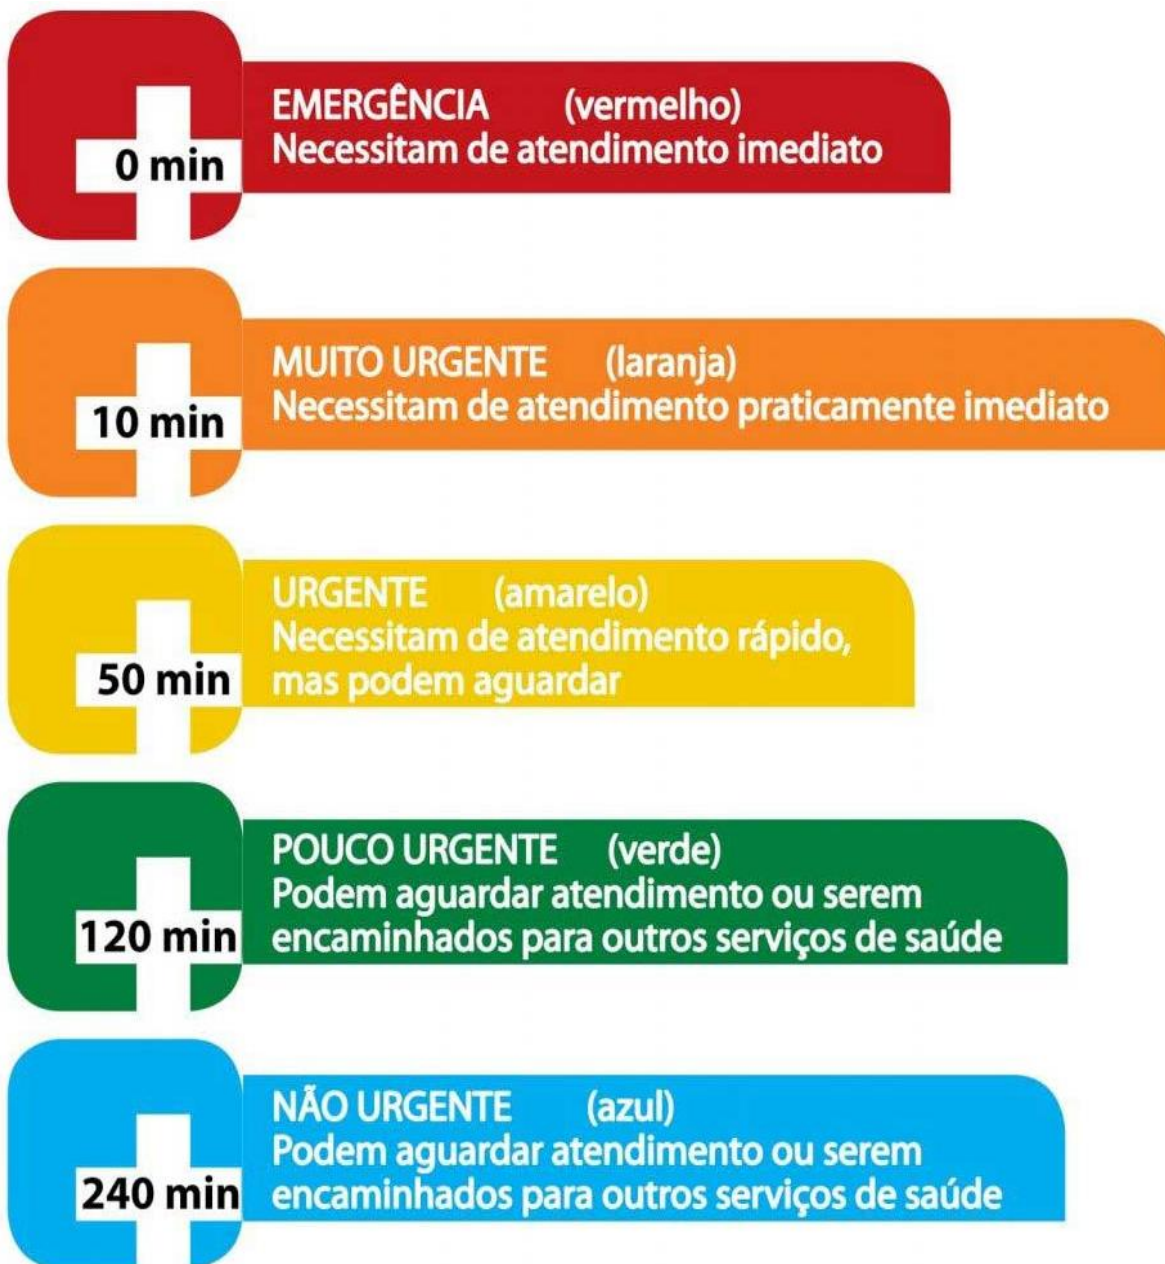 EMERGÊNCIA (vermelho)
0 min Necessitam de atendimento imediato
MUITO URGENTE (laranja)
10 min Necessitam de atendimento praticamente imediato
URGENTE (amarelo)
Necessitam de atendimento rápido,
50 min mas podem aguardar
POUCO URGENTE (verde)
Podem aguardar atendimento ou serem
120 min encaminhados para outros serviços de saúde
NÃO URGENTE (azul)
Podem aguardar atendimento ou serem
240 min encaminhados para outros serviços de saúde